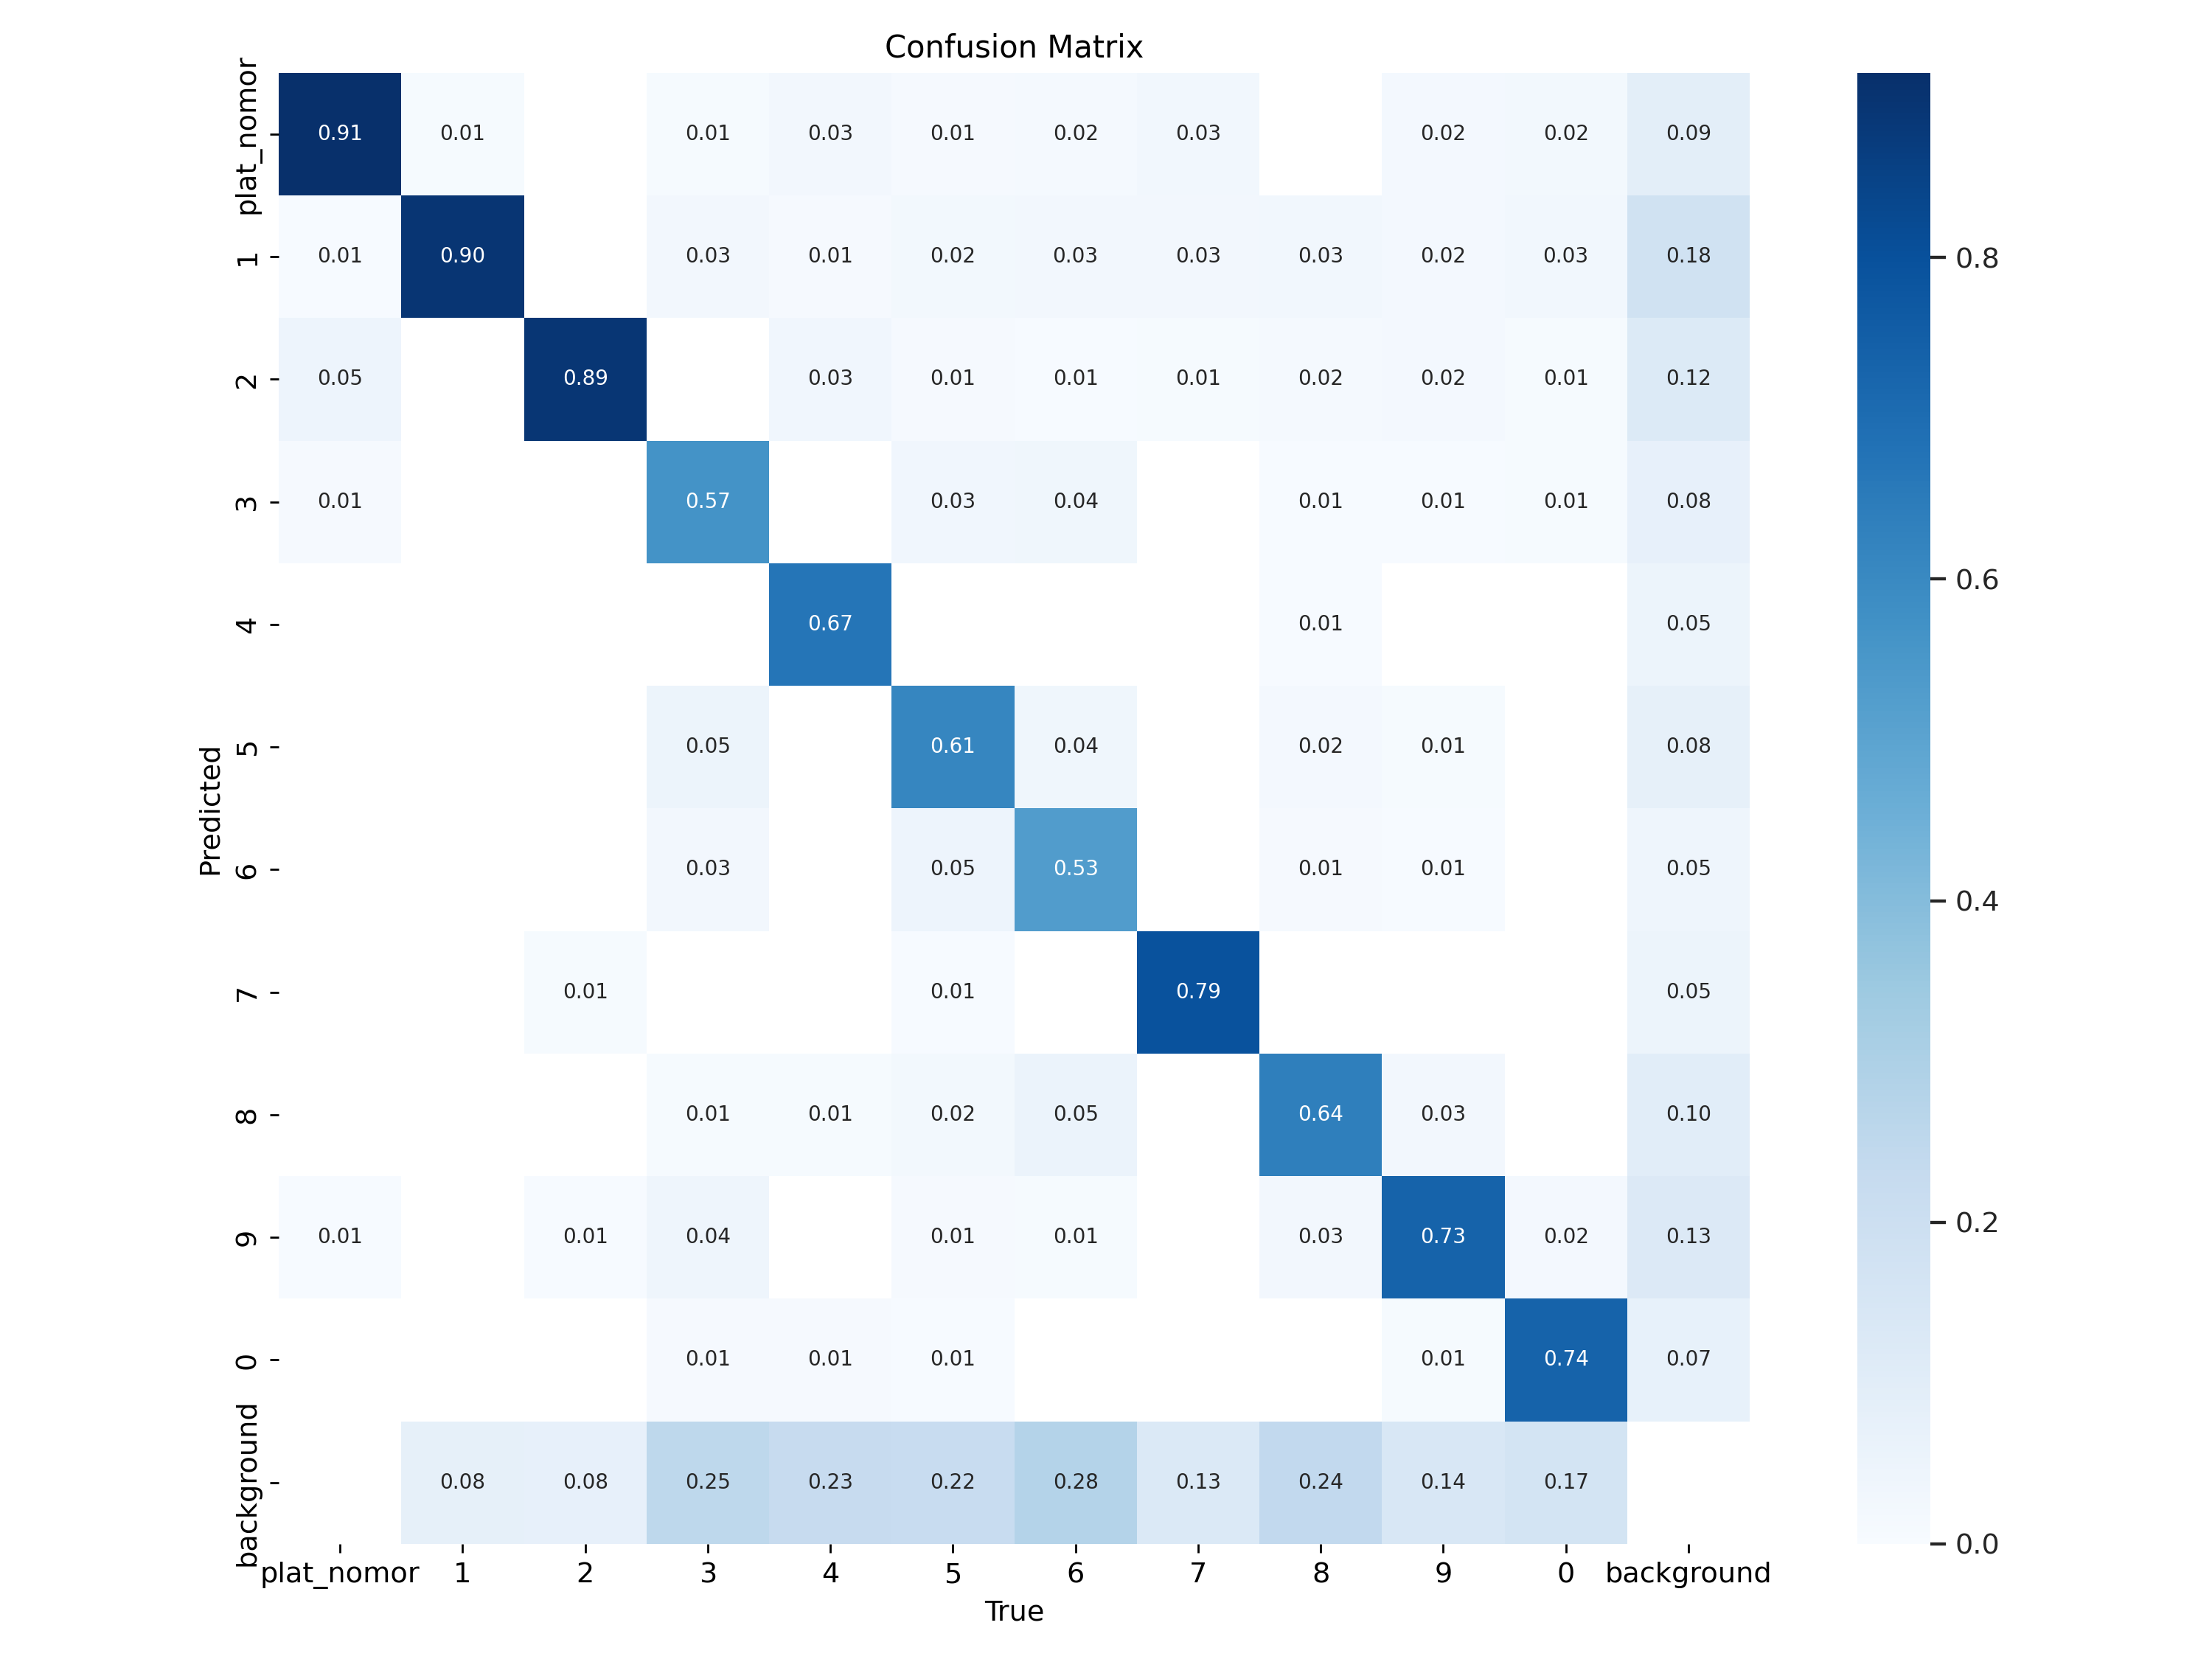 Confusion Matrix
plat_nomor 0.91 0.01 0.01 0.03 0.01 0.02 0.03 0.02 0.02 0.09
1 0.01 0.90 0.03 0.01 0.02 0.03 0.03 0.03 0.02 0.03 0.18
2 0.05 0.89 0.03 0.01 0.01 0.01 0.02 0.02 0.01 0.12
3 0.01 0.57 0.03 0.04 0.01 0.01 0.01 0.08
4 0.67 0.01 0.05
5 0.05 0.61 0.04 0.02 0.01 0.08
6 0.03 0.05 0.53 0.01 0.01 0.05
7 0.01 0.01 0.79 0.05
8 0.01 0.01 0.02 0.05 0.64 0.03 0.10
9 0.01 0.01 0.04 0.01 0.01 0.03 0.73 0.02 0.13
0 0.01 0.01 0.01 0.01 0.74 0.07
background 0.08 0.08 0.25 0.23 0.22 0.28 0.13 0.24 0.14 0.17
plat_nomor 1 2 3 4 5 6 7 8 9 0 background
True
Predicted
0.8
0.6
0.4
0.2
0.0